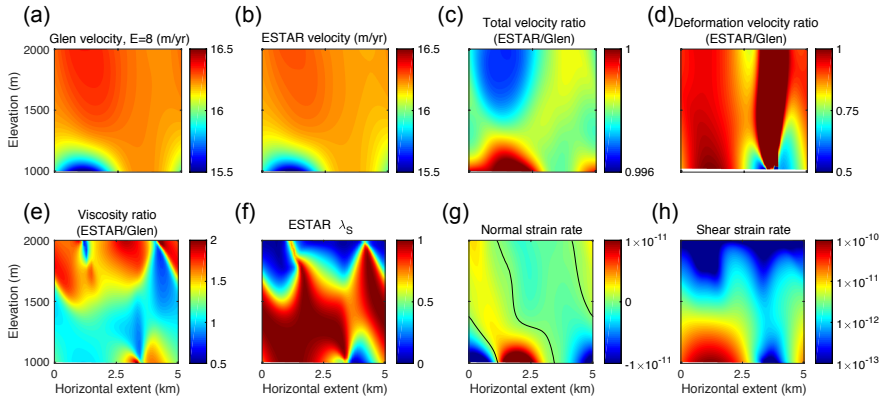 (a)
Glen velocity, E=8 (m/yr)
2000
1500
1000
Elevation (m)
16.5
16
15.5
(b)
ESTAR velocity (m/yr)
16.5
16
15.5
(c)
Total velocity ratio
(ESTAR/Glen)
1
0.996
(d)
Deformation velocity ratio
(ESTAR/Glen)
1
0.75
0.5
(e)
Viscosity ratio
(ESTAR/Glen)
2000
1500
1000
Elevation (m)
0 2.5 5
Horizontal extent (km)
2
1
0.5
(f)
ESTAR λS
0 2.5 5
Horizontal extent (km)
1
0.5
0
(g)
Normal strain rate
0 2.5 5
Horizontal extent (km)
1×10⁻¹¹
0
-1×10⁻¹¹
(h)
Shear strain rate
0 2.5 5
Horizontal extent (km)
1×10⁻¹⁰
1×10⁻¹¹
1×10⁻¹²
1×10⁻¹³